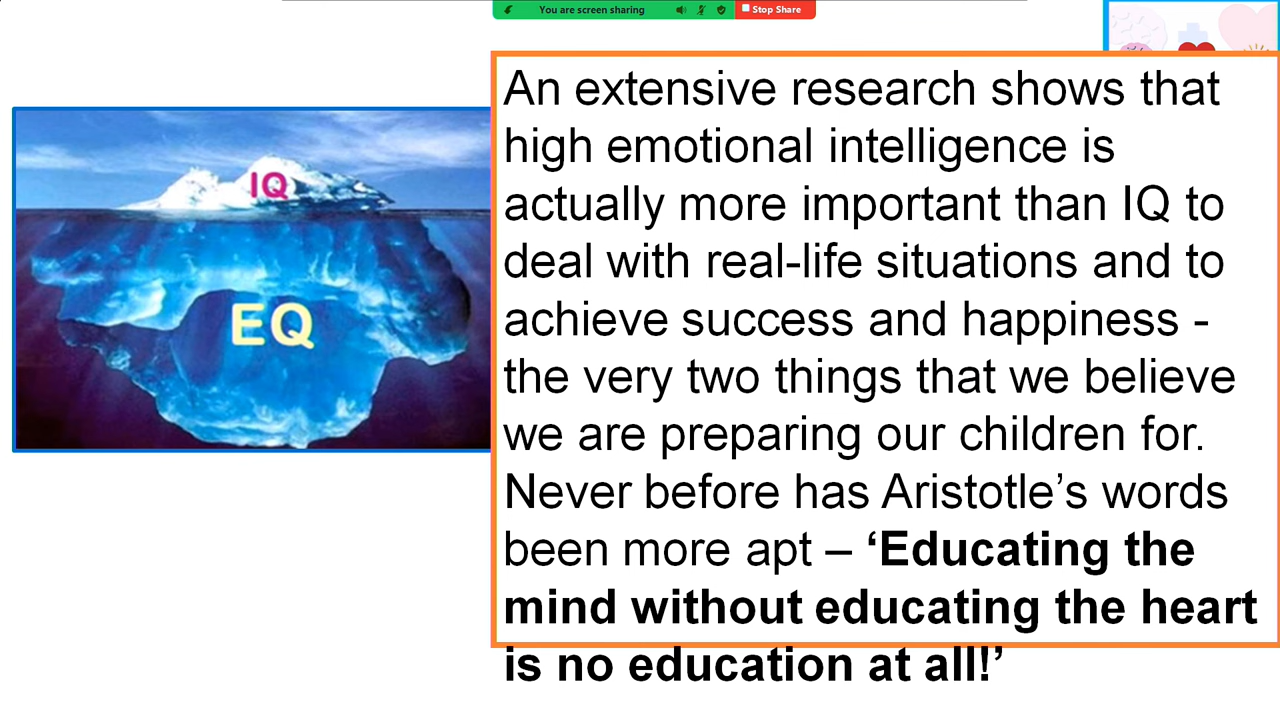 You are screen sharing
Stop Share
IQ
EQ
An extensive research shows that
high emotional intelligence is
actually more important than IQ to
deal with real-life situations and to
achieve success and happiness -
the very two things that we believe
we are preparing our children for.
Never before has Aristotle’s words
been more apt – ‘Educating the
mind without educating the heart
is no education at all!’